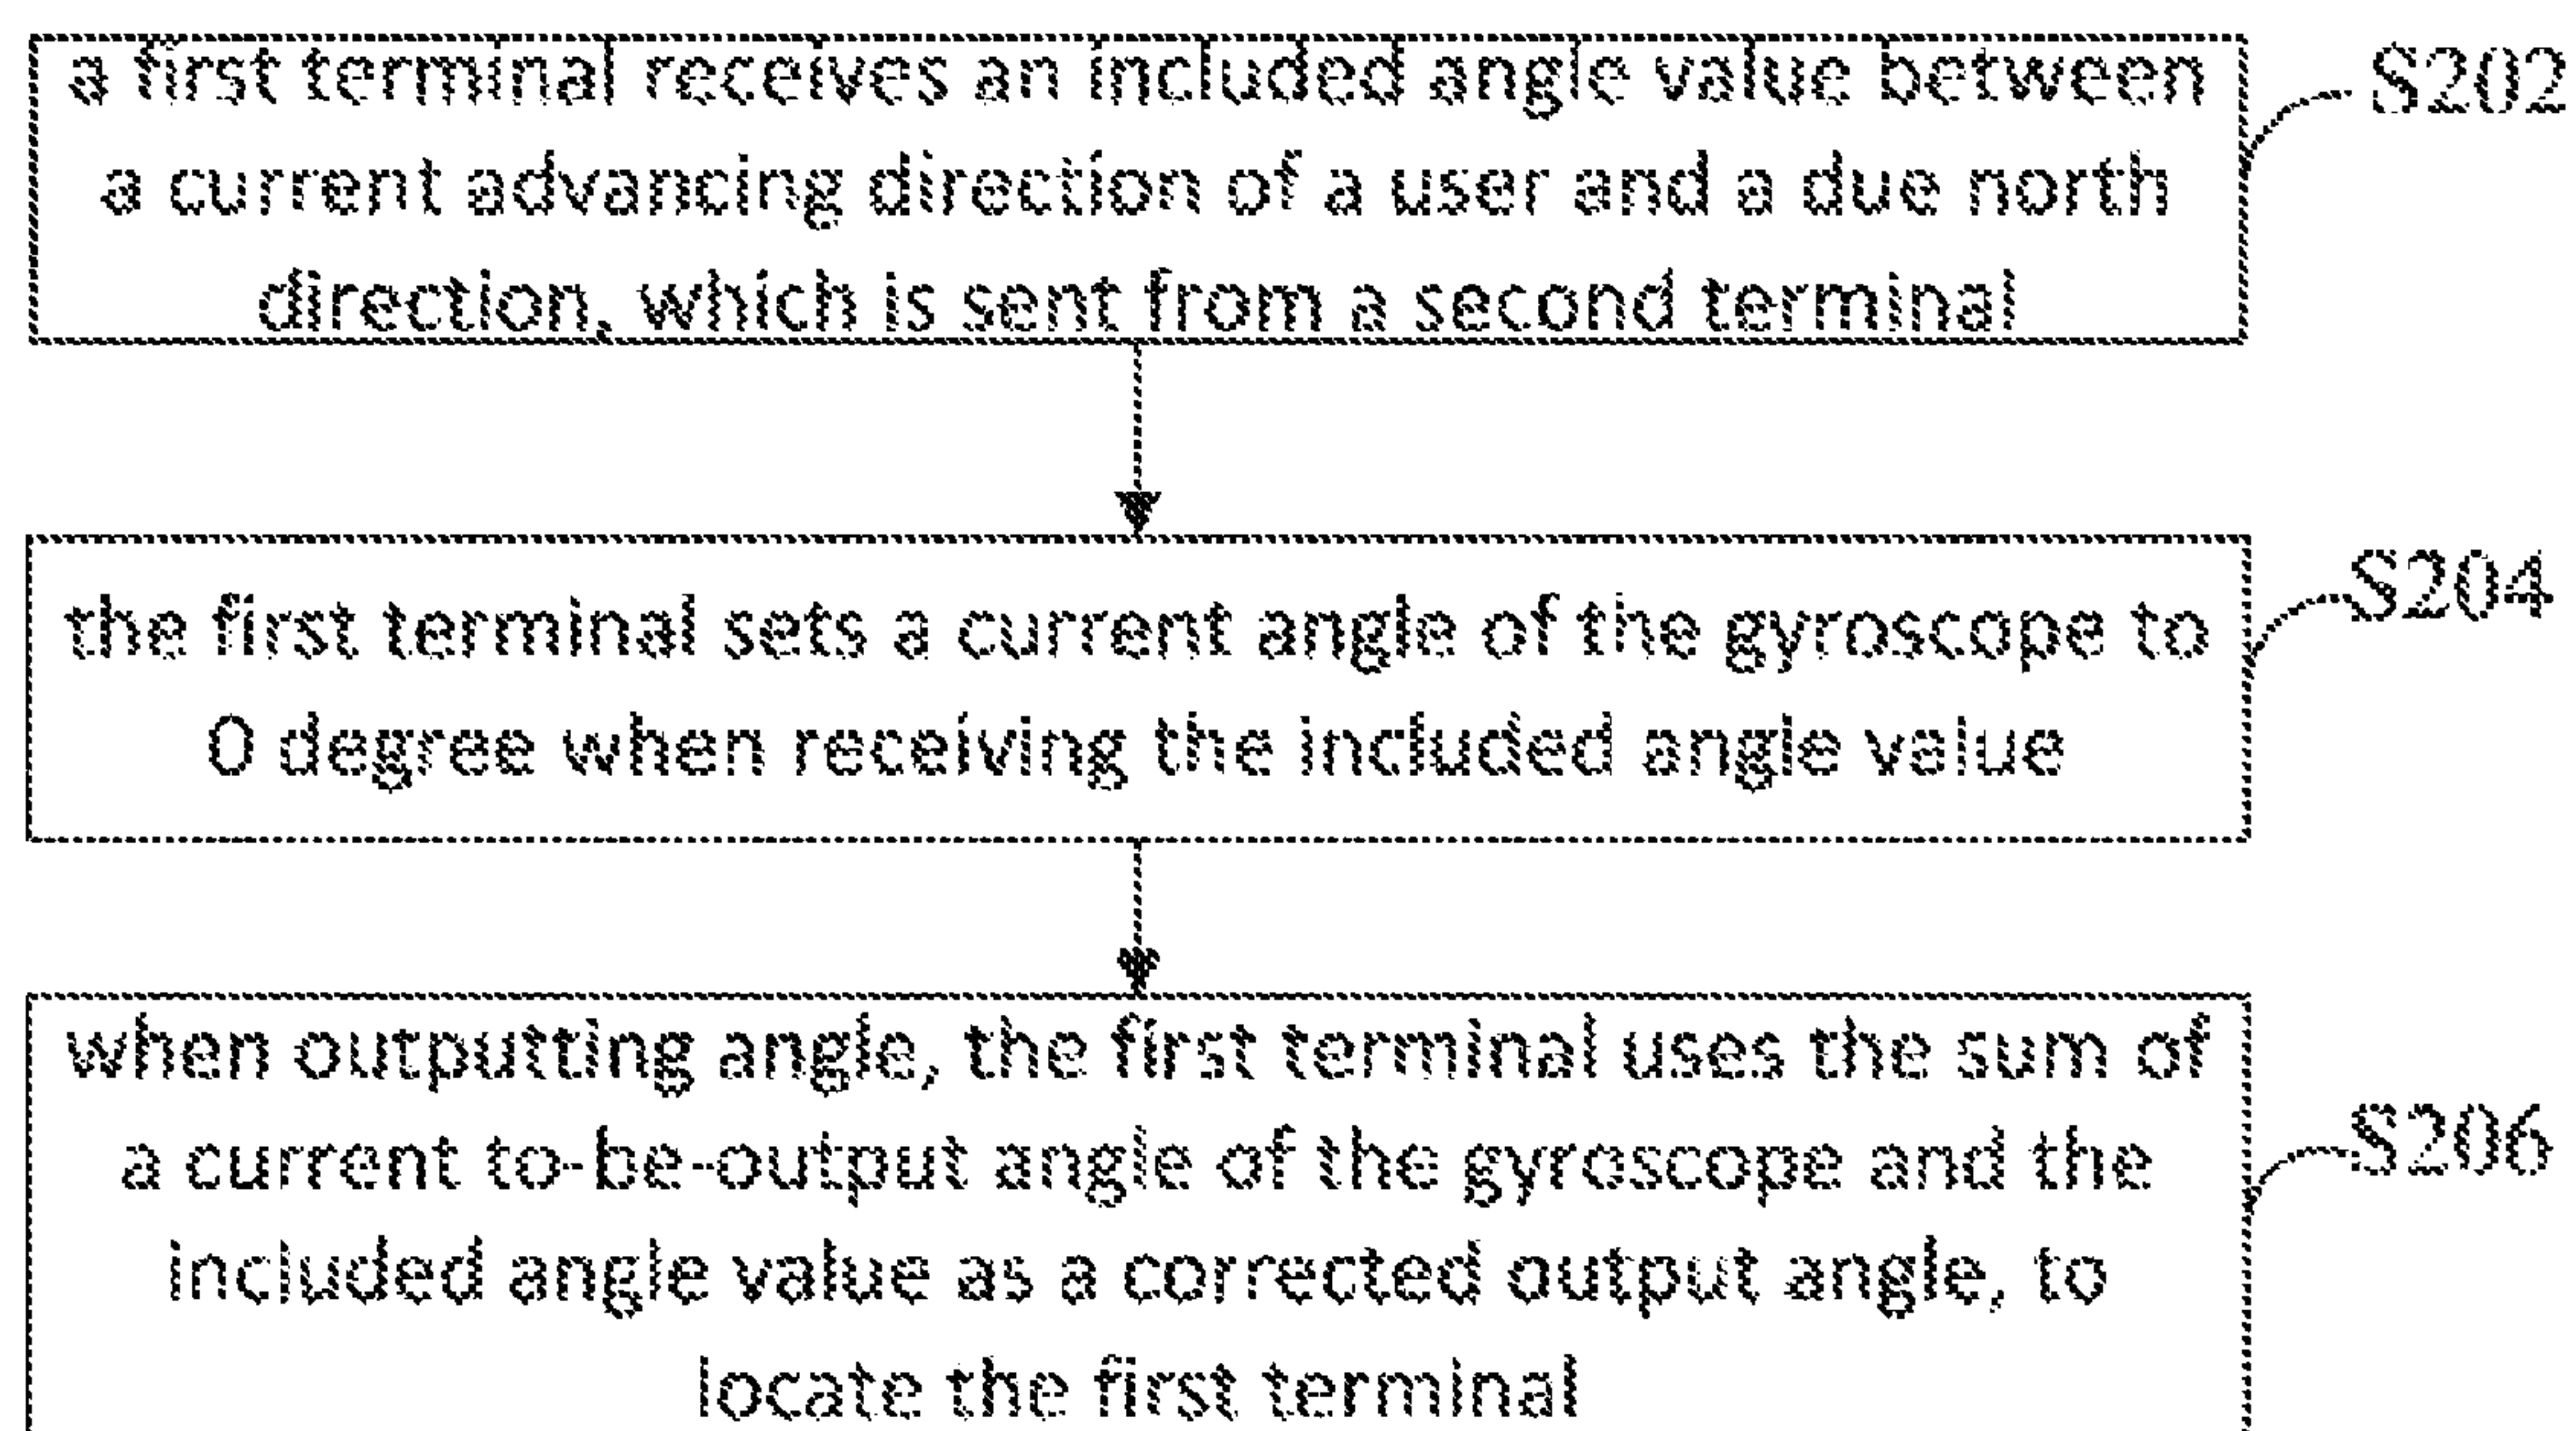 a first terminal receives an included angle value between
S202
a current advancing direction of a user and a due north
direction, which is sent from a second terminal
the first terminal sets a current angle of the gyroscope to
S204
0 degree when receiving the included angle value
when outputting angle, the first terminal uses the sum of
a current to-be-output angle of the gyroscope and the
S206
included angle value as a corrected output angle, to
locate the first terminal